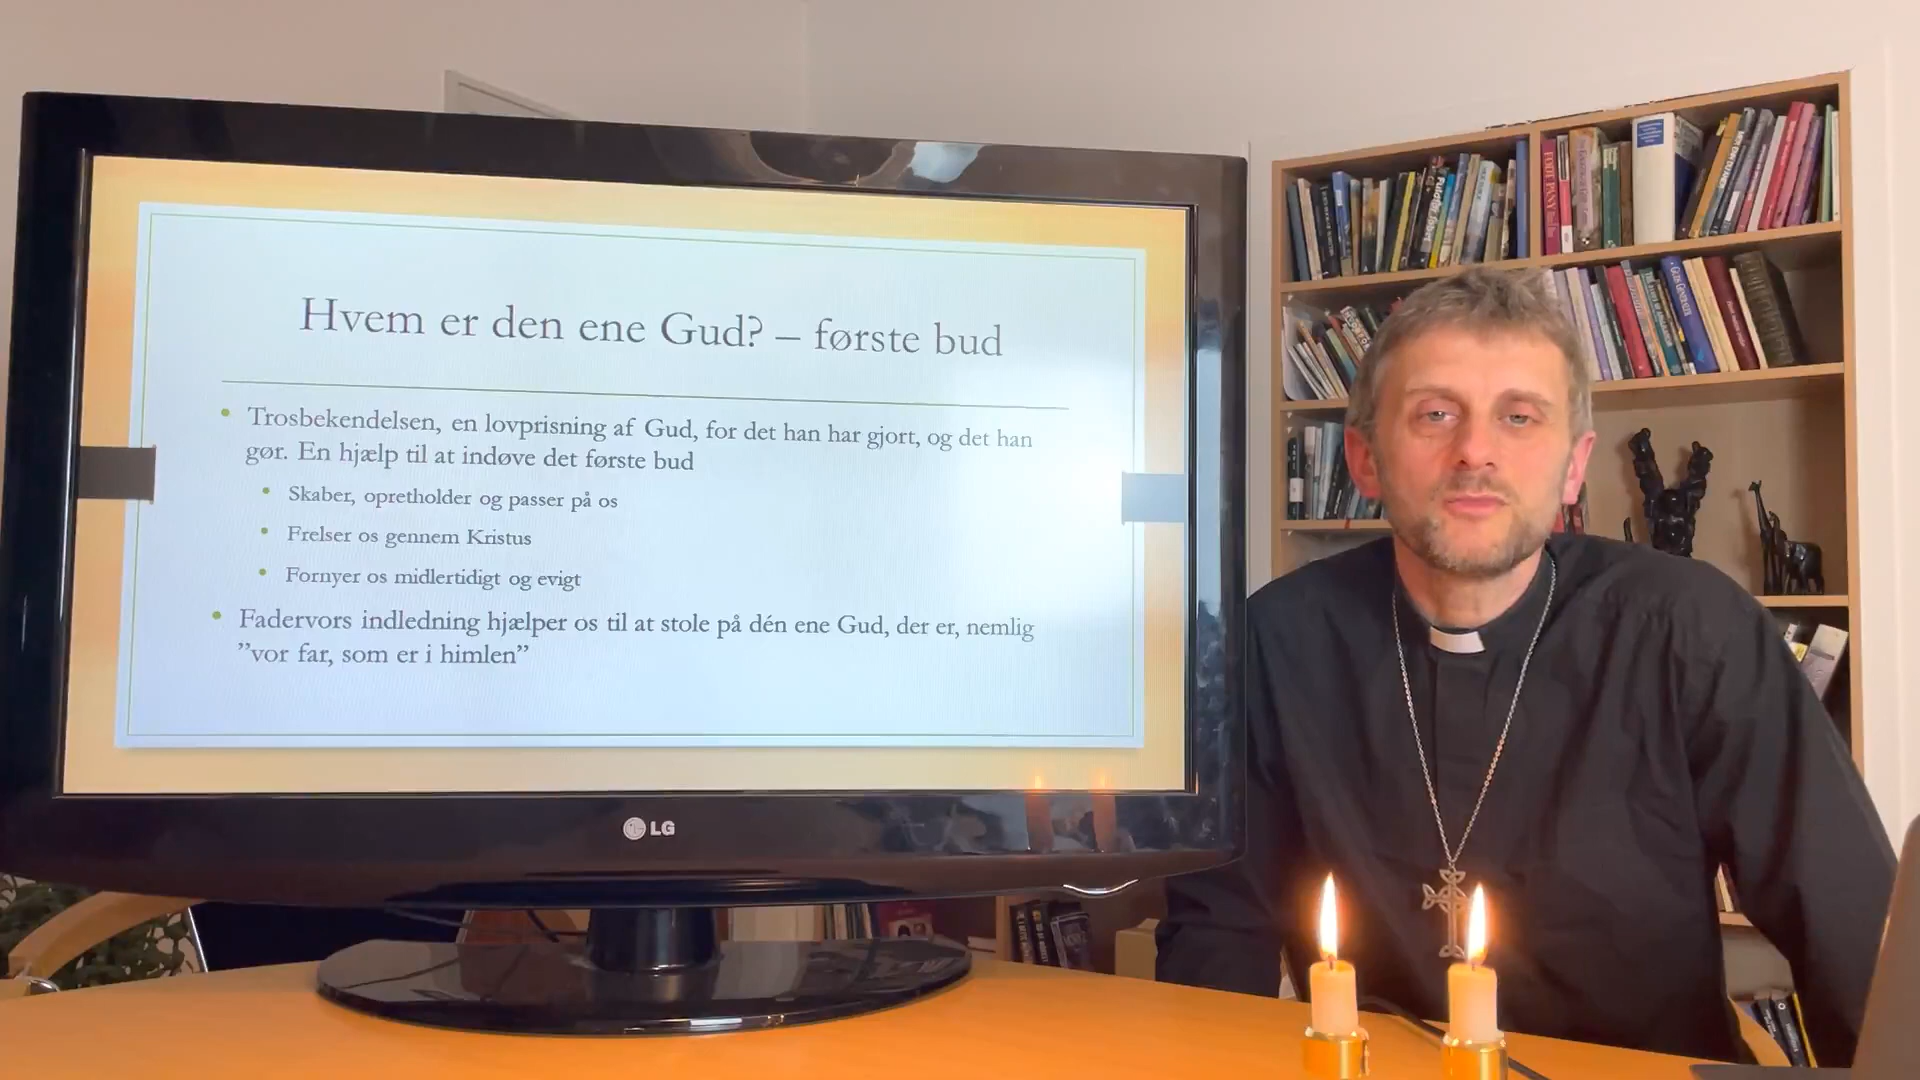 Hvem er den ene Gud? – første bud
Trosbekendelsen, en lovprisning af Gud, for det han har gjort, og det han
gør. En hjælp til at indøve det første bud
Skaber, opretholder og passer på os
Frelser os gennem Kristus
Fornyer os midlertidigt og evigt
Fadervors indledning hjælper os til at stole på dén ene Gud, der er, nemlig
”vor far, som er i himlen”
LG